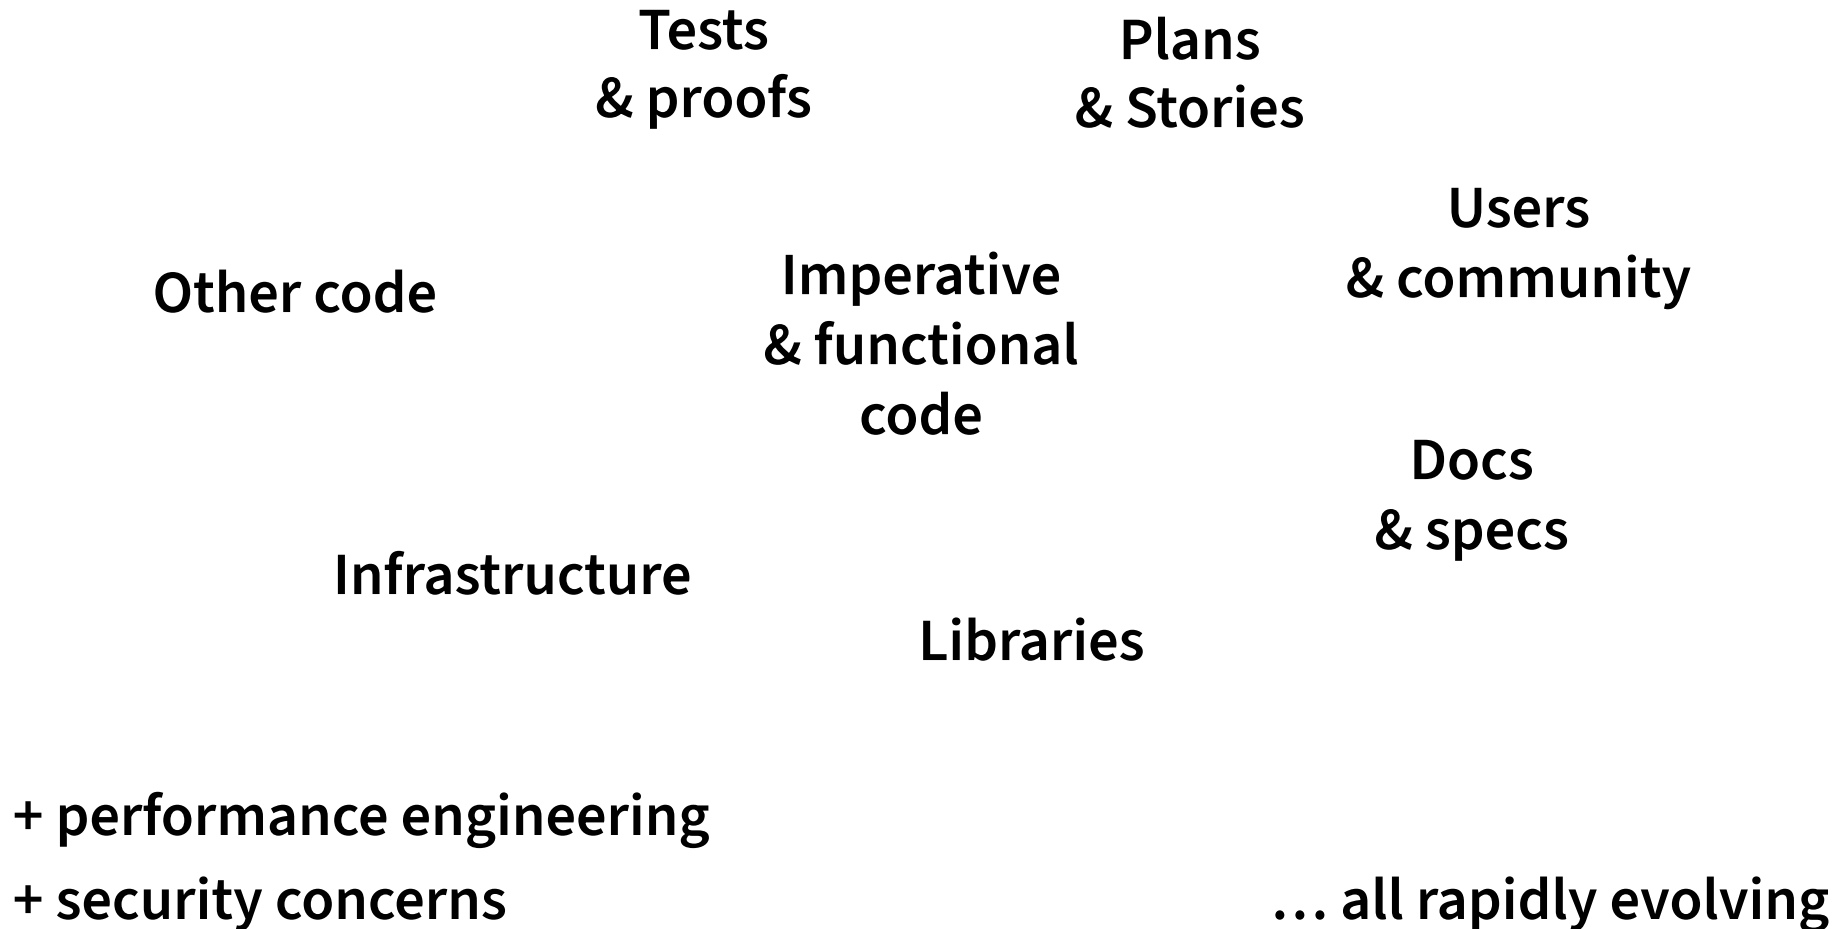 Tests
& proofs
Plans
& Stories
Users
& community
Other code
Imperative
& functional
code
Docs
& specs
Infrastructure
Libraries
+ performance engineering
+ security concerns
… all rapidly evolving